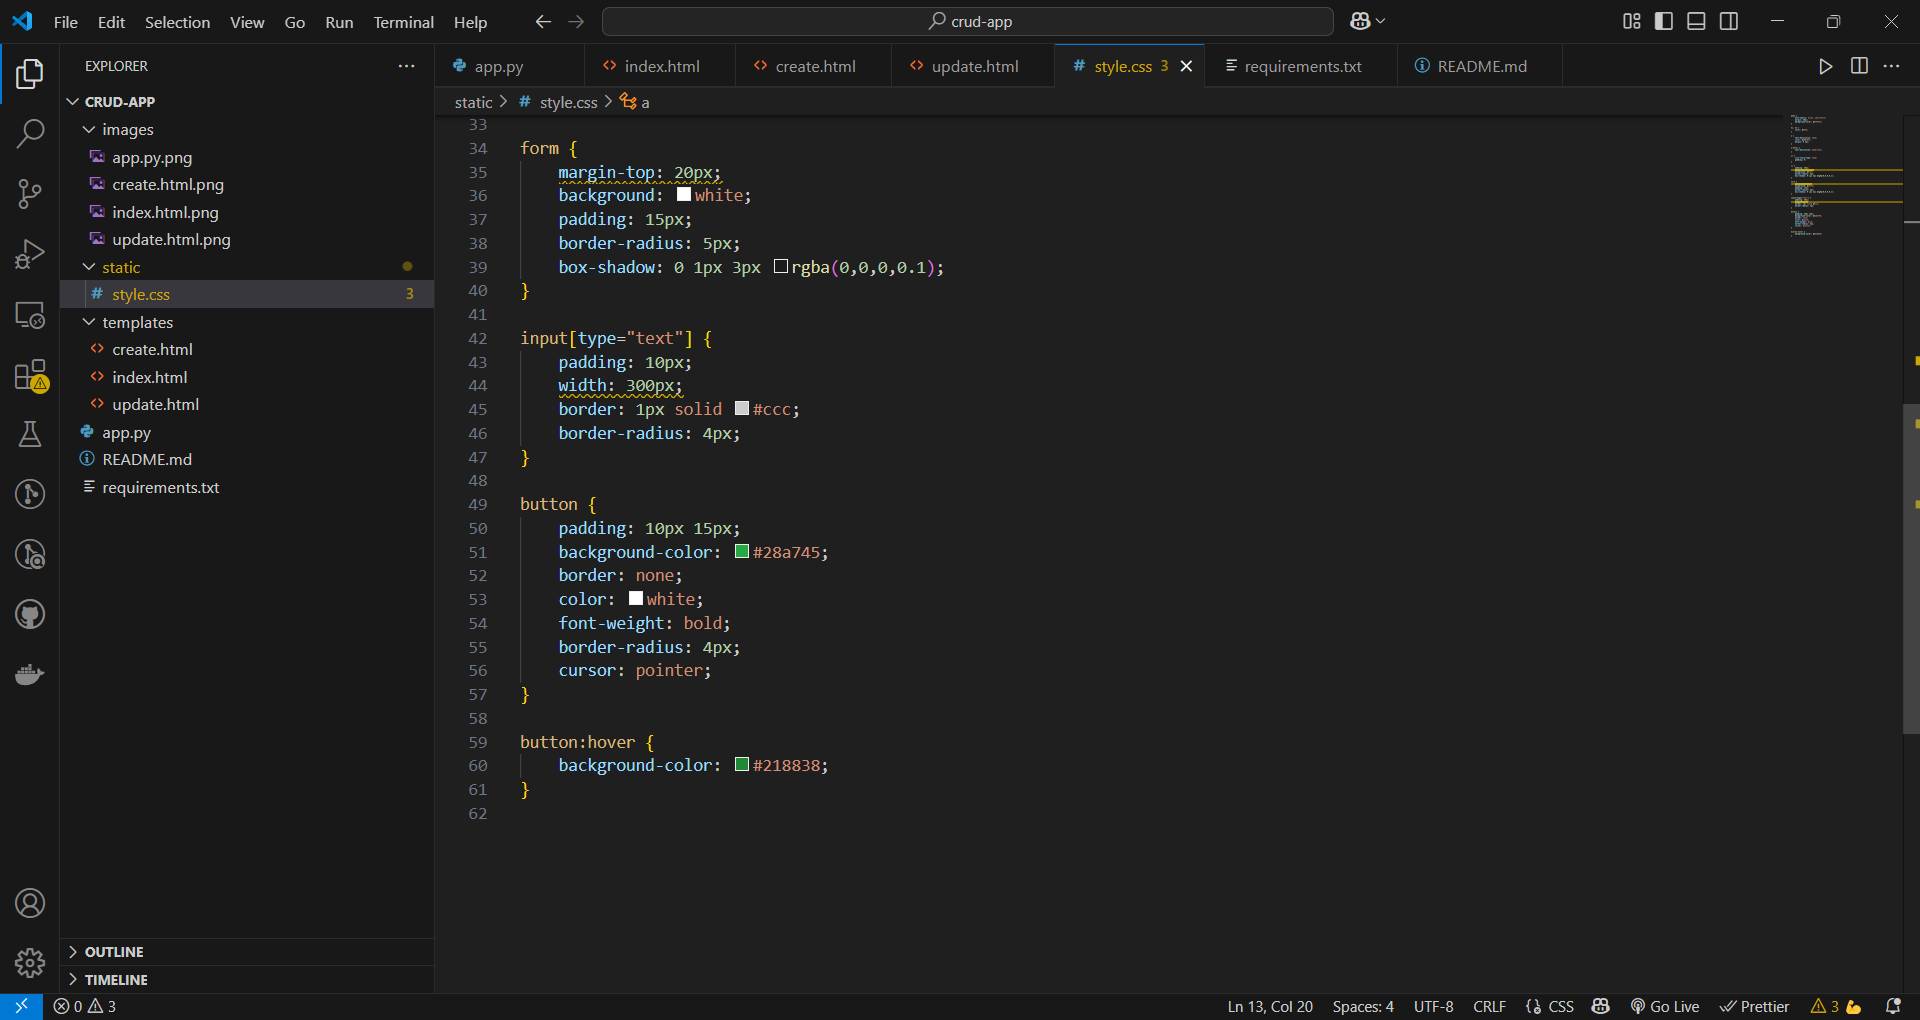 File Edit Selection View Go Run Terminal Help
crud-app
EXPLORER
CRUD-APP
images
app.py.png
create.html.png
index.html.png
update.html.png
static
style.css 3
templates
create.html
index.html
update.html
app.py
README.md
requirements.txt
OUTLINE
TIMELINE
app.py index.html create.html update.html style.css 3 requirements.txt README.md
static > style.css > a
33
34 form {
35 margin-top: 20px;
36 background: white;
37 padding: 15px;
38 border-radius: 5px;
39 box-shadow: 0 1px 3px rgba(0,0,0,0.1);
40 }
41
42 input[type="text"] {
43 padding: 10px;
44 width: 300px;
45 border: 1px solid #ccc;
46 border-radius: 4px;
47 }
48
49 button {
50 padding: 10px 15px;
51 background-color: #28a745;
52 border: none;
53 color: white;
54 font-weight: bold;
55 border-radius: 4px;
56 cursor: pointer;
57 }
58
59 button:hover {
60 background-color: #218838;
61 }
62
0 3 Ln 13, Col 20 Spaces: 4 UTF-8 CRLF CSS Go Live Prettier 3